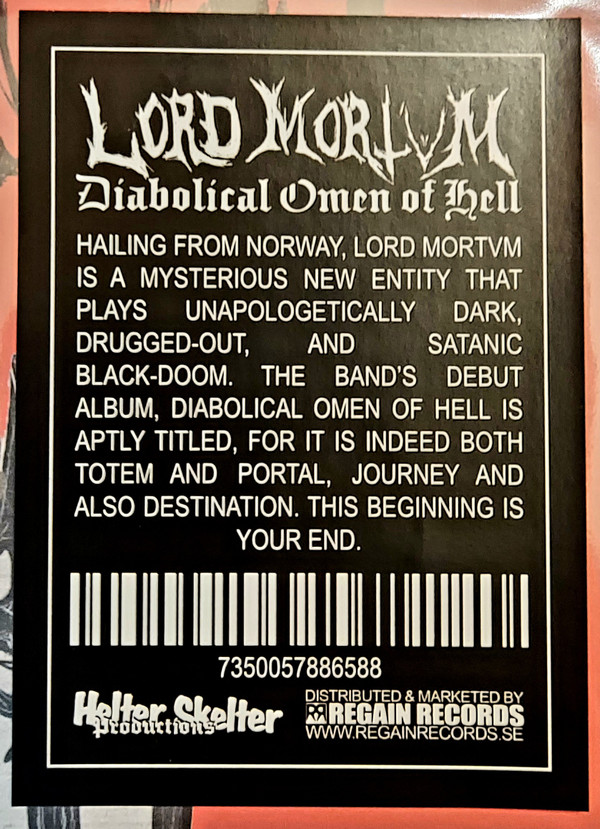 LORD MORTVM
Diabolical Omen of Hell
HAILING FROM NORWAY, LORD MORTVM
IS A MYSTERIOUS NEW ENTITY THAT
PLAYS UNAPOLOGETICALLY DARK,
DRUGGED-OUT, AND SATANIC
BLACK-DOOM. THE BAND'S DEBUT
ALBUM, DIABOLICAL OMEN OF HELL IS
APTLY TITLED, FOR IT IS INDEED BOTH
TOTEM AND PORTAL, JOURNEY AND
ALSO DESTINATION. THIS BEGINNING IS
YOUR END.
7350057886588
Helter Skelter
Productions
DISTRIBUTED & MARKETED BY
REGAIN RECORDS
WWW.REGAINRECORDS.SE